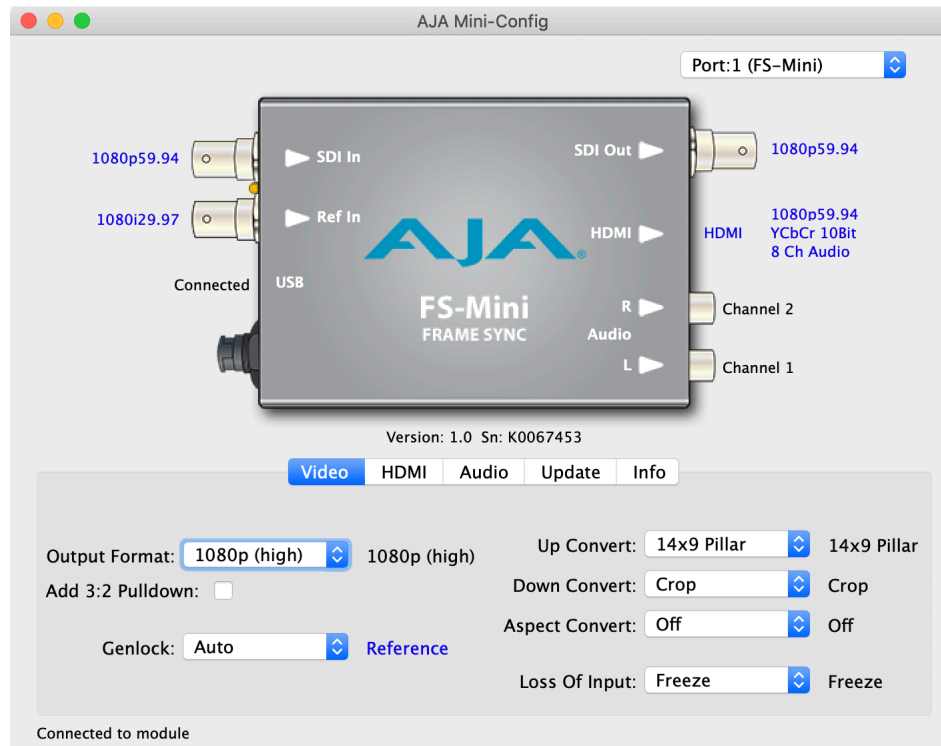 AJA Mini-Config
Port:1 (FS-Mini)
1080p59.94
SDI In
SDI Out
1080p59.94
1080i29.97
Ref In
AJA®
HDMI
HDMI
1080p59.94
YCbCr 10Bit
8 Ch Audio
Connected
USB
FS-Mini
FRAME SYNC
R
Channel 2
Audio
L
Channel 1
Version: 1.0 Sn: K0067453
Video HDMI Audio Update Info
Output Format: 1080p (high) 1080p (high)
Add 3:2 Pulldown:
Genlock: Auto Reference
Up Convert: 14x9 Pillar 14x9 Pillar
Down Convert: Crop Crop
Aspect Convert: Off Off
Loss Of Input: Freeze Freeze
Connected to module